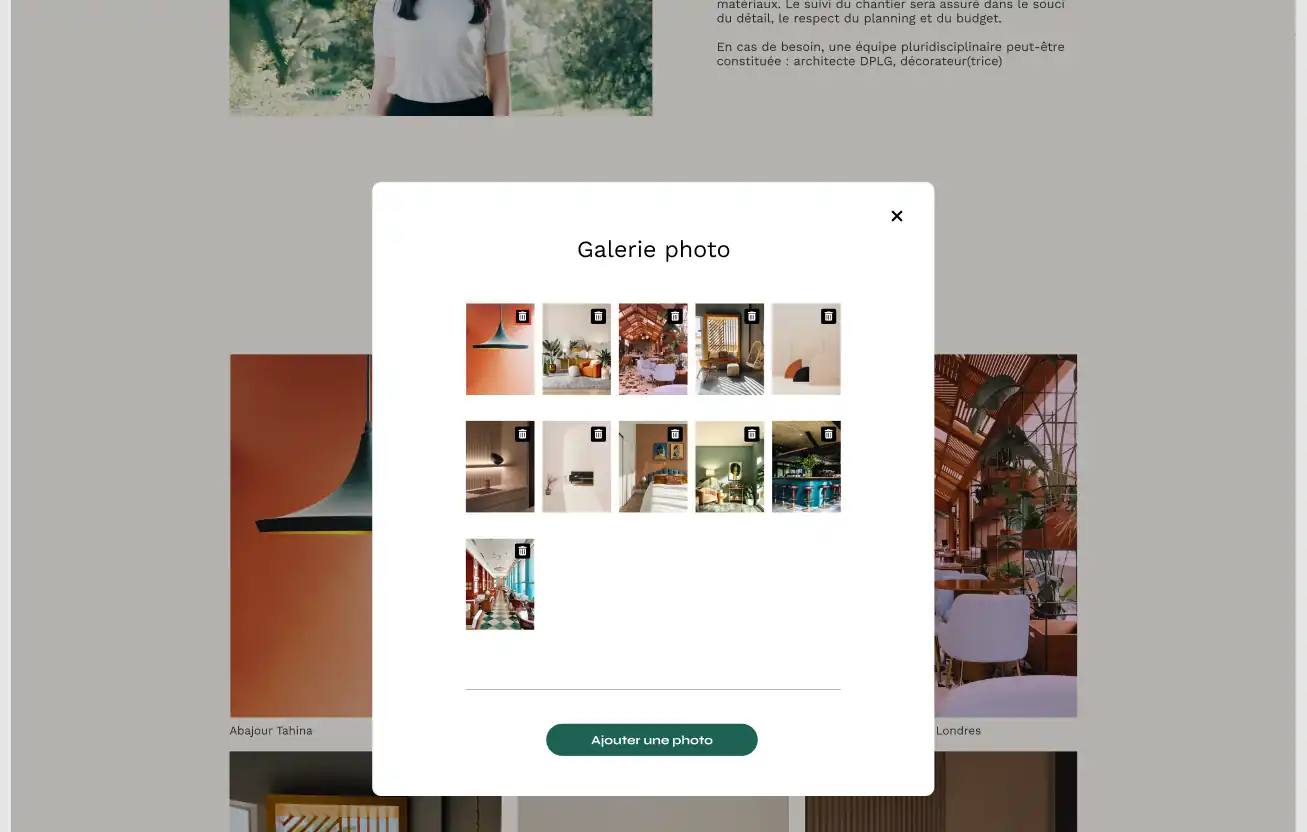 matériaux. Le suivi du chantier sera assuré dans le souci
du détail, le respect du planning et du budget.
En cas de besoin, une équipe pluridisciplinaire peut-être
constituée : architecte DPLG, décorateur(trice)
Galerie photo
Abajour Tahina
Londres
Ajouter une photo